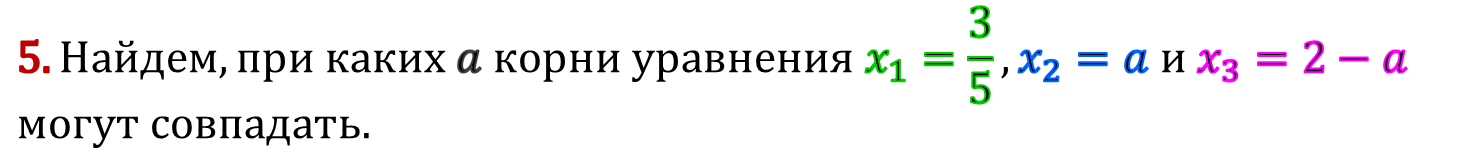 5. Найдем, при каких a корни уравнения x₁ = 3/5, x₂ = a и x₃ = 2 − a
могут совпадать.